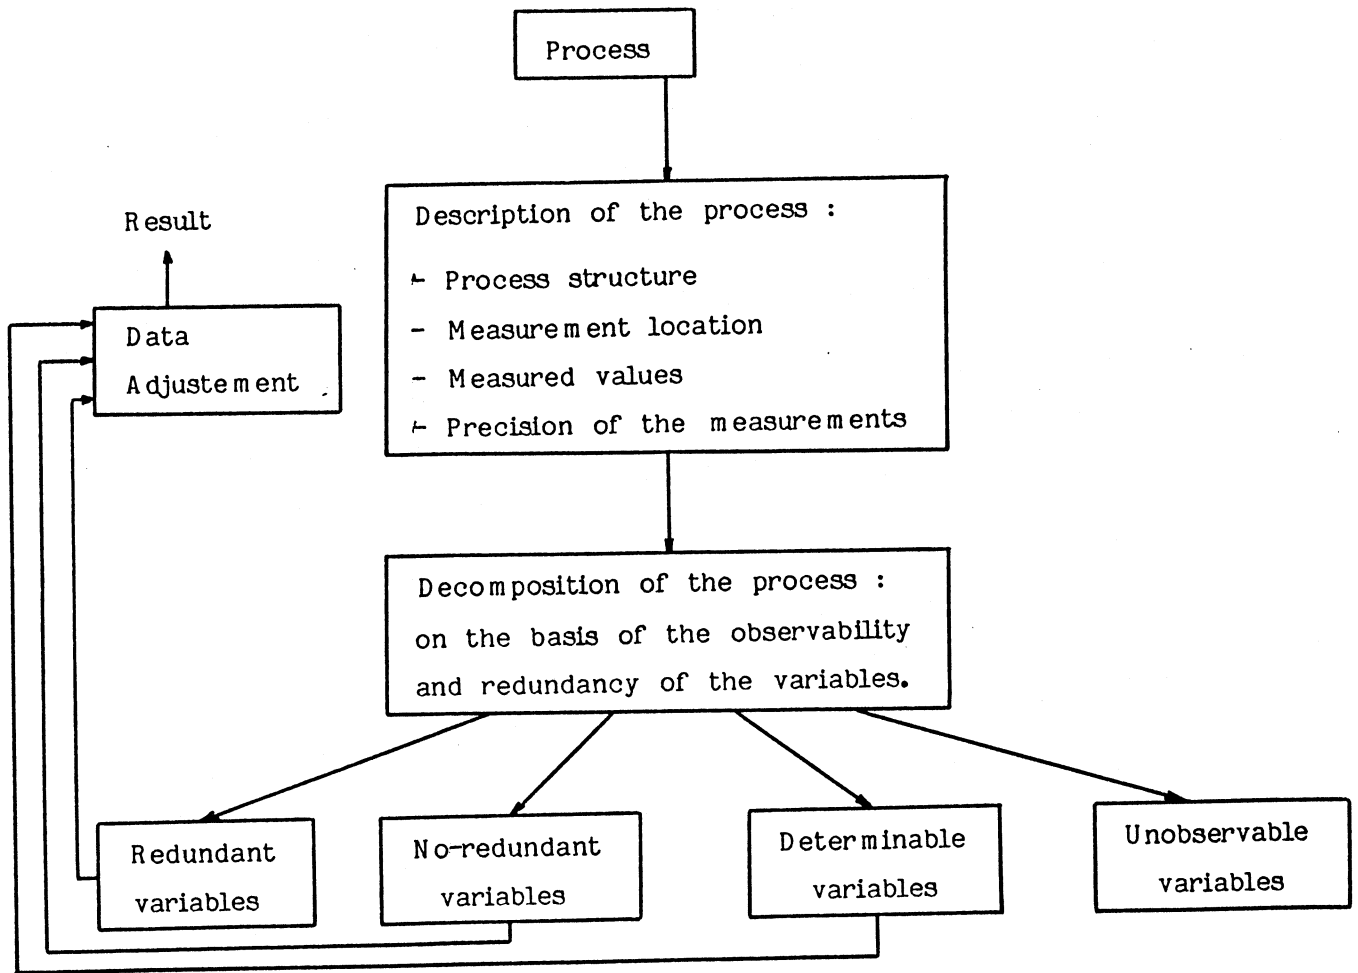 Process
Description of the process :
- Process structure
- Measurement location
- Measured values
- Precision of the measurements
Result
Data
Adjustement
Decomposition of the process :
on the basis of the observability
and redundancy of the variables.
Redundant
variables
No-redundant
variables
Determinable
variables
Unobservable
variables